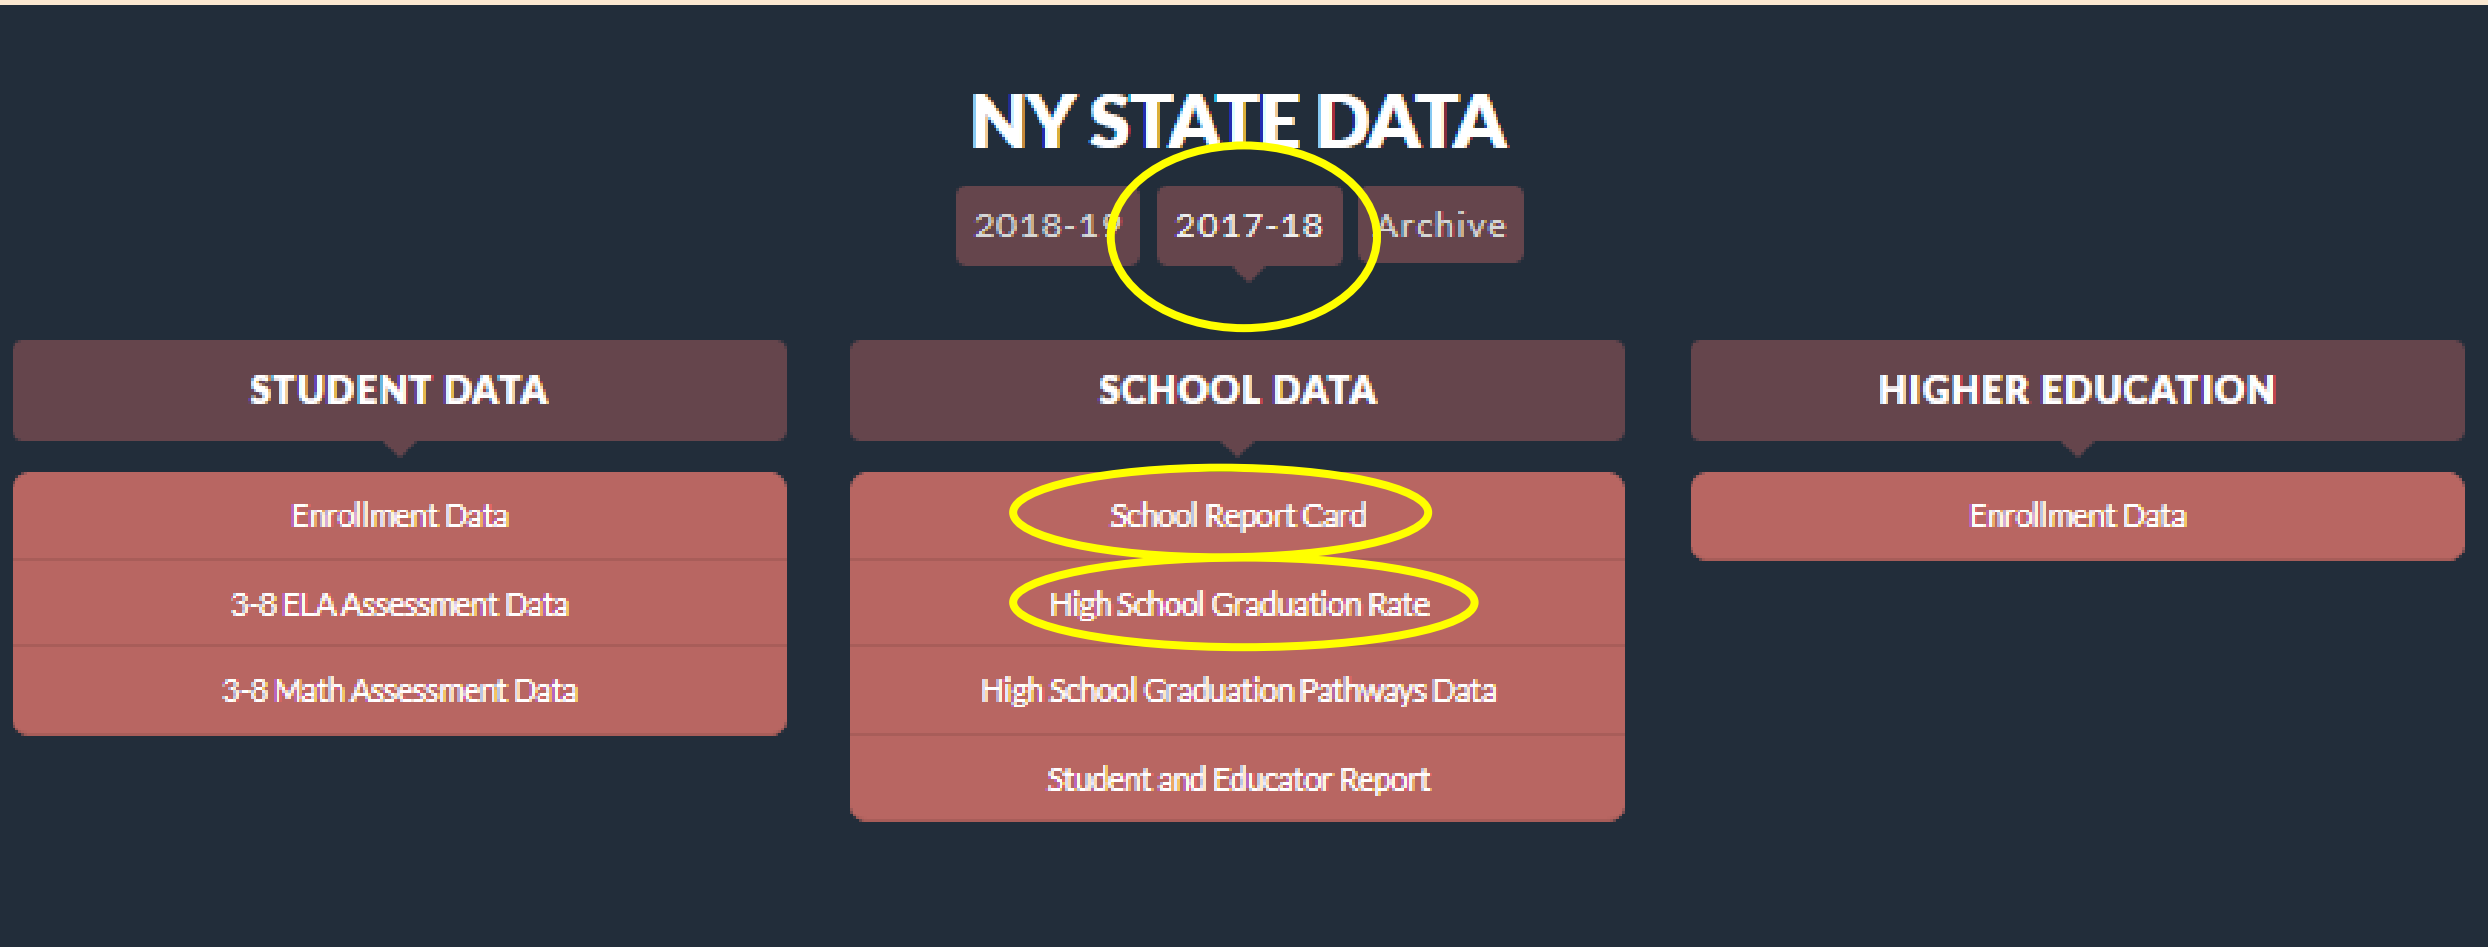 NY STATE DATA
2018-19 2017-18 Archive
STUDENT DATA
Enrollment Data
3-8 ELA Assessment Data
3-8 Math Assessment Data
SCHOOL DATA
School Report Card
High School Graduation Rate
High School Graduation Pathways Data
Student and Educator Report
HIGHER EDUCATION
Enrollment Data